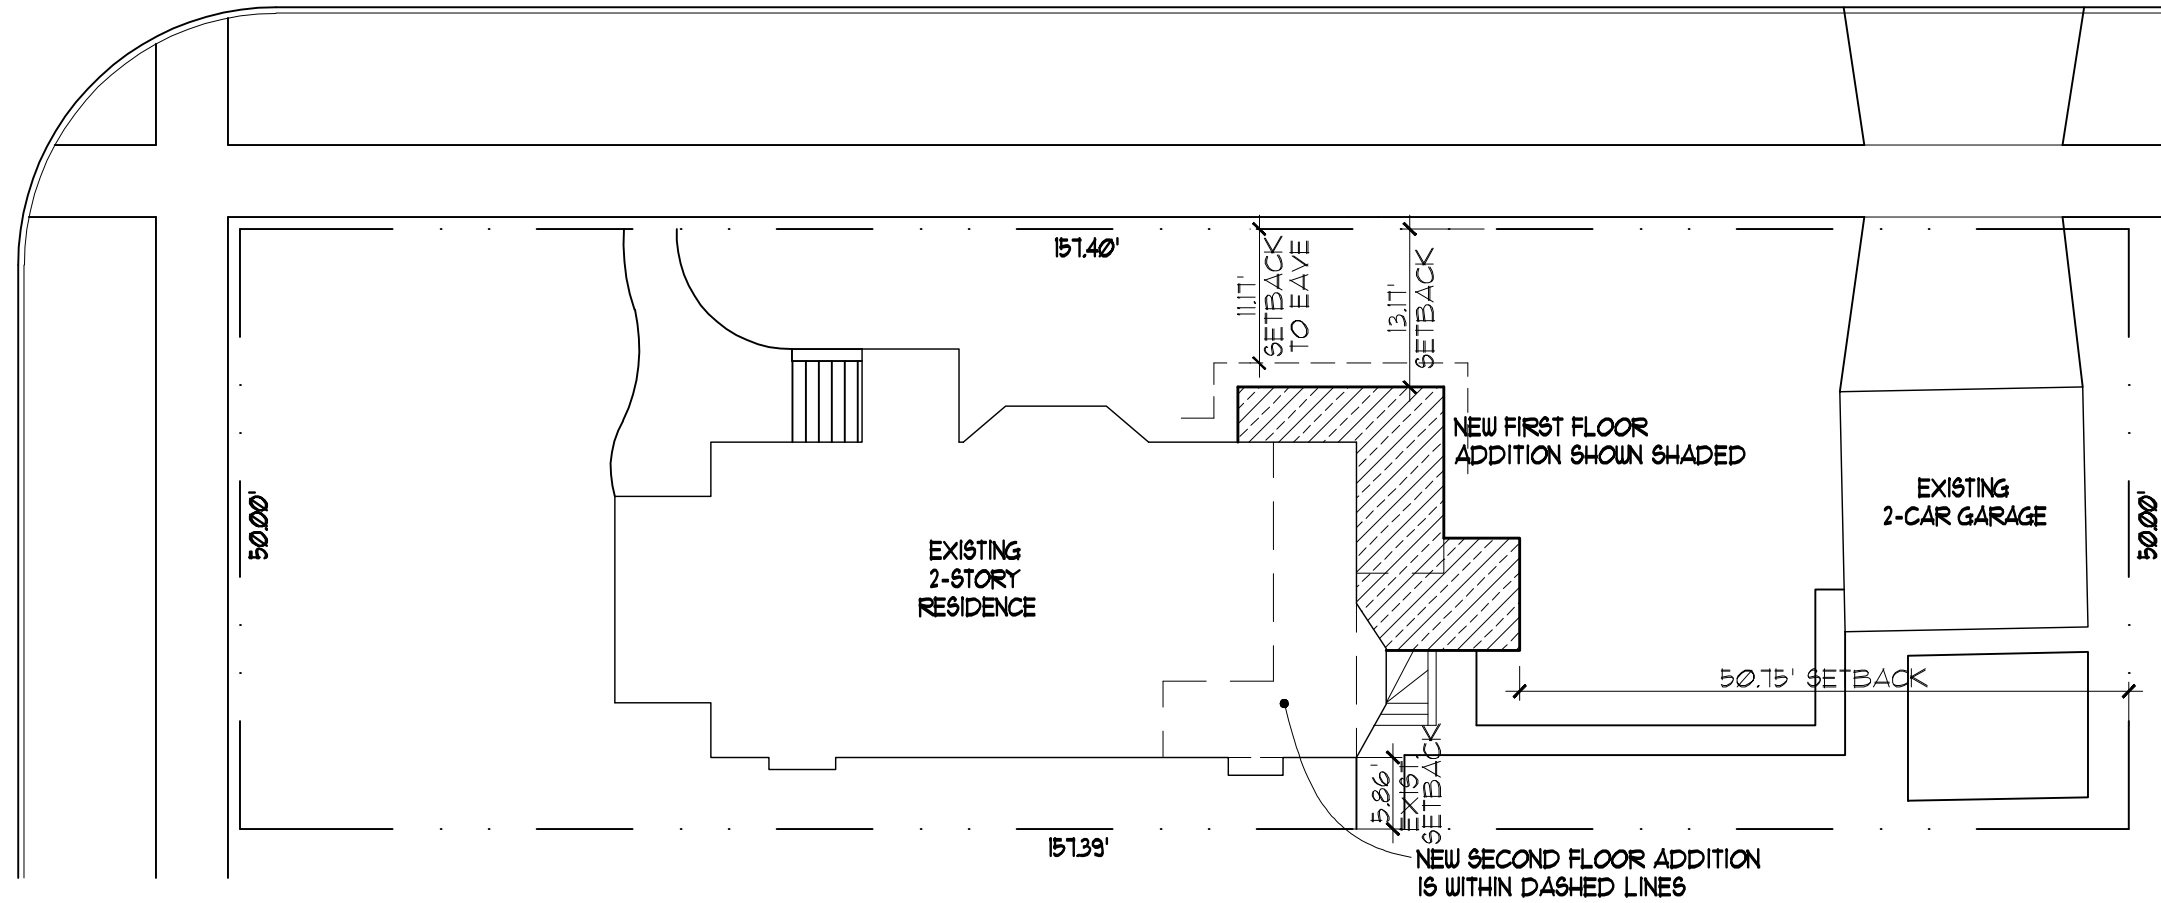 157.40'
11.17'
SETBACK
TO EAVE
13.17'
SETBACK
NEW FIRST FLOOR
ADDITION SHOWN SHADED
EXISTING
2-CAR GARAGE
50.00'
50.00'
EXISTING
2-STORY
RESIDENCE
50.75' SETBACK
5.86'
EXIST.
SETBACK
157.39'
NEW SECOND FLOOR ADDITION
IS WITHIN DASHED LINES